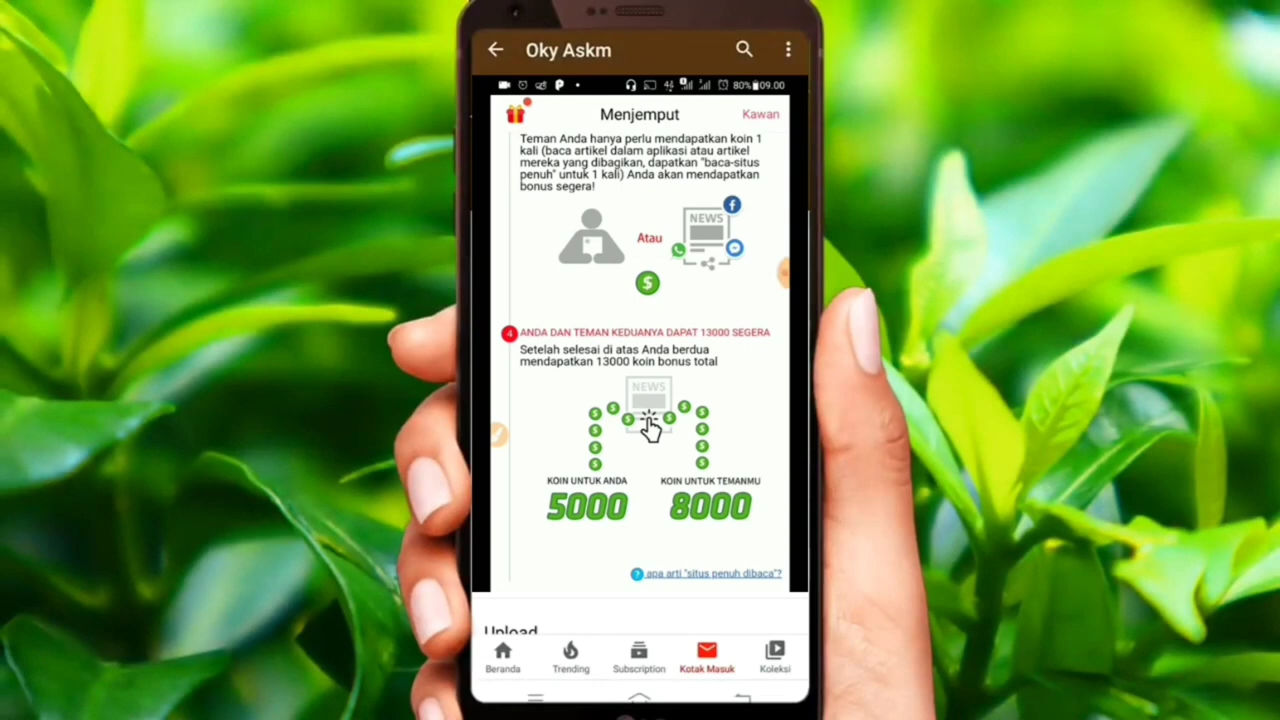 Oky Askm
80% 09.00
Menjemput
Kawan
Teman Anda hanya perlu mendapatkan koin 1
kali (baca artikel dalam aplikasi atau artikel
mereka yang dibagikan, dapatkan "baca-situs
penuh" untuk 1 kali) Anda akan mendapatkan
bonus segera!
NEWS
Atau
4 ANDA DAN TEMAN KEDUANYA DAPAT 13000 SEGERA
Setelah selesai di atas Anda berdua
mendapatkan 13000 koin bonus total
NEWS
KOIN UNTUK ANDA
KOIN UNTUK TEMANMU
5000
8000
? apa arti "situs penuh dibaca"?
Upload
Beranda
Trending
Subscription
Kotak Masuk
Koleksi